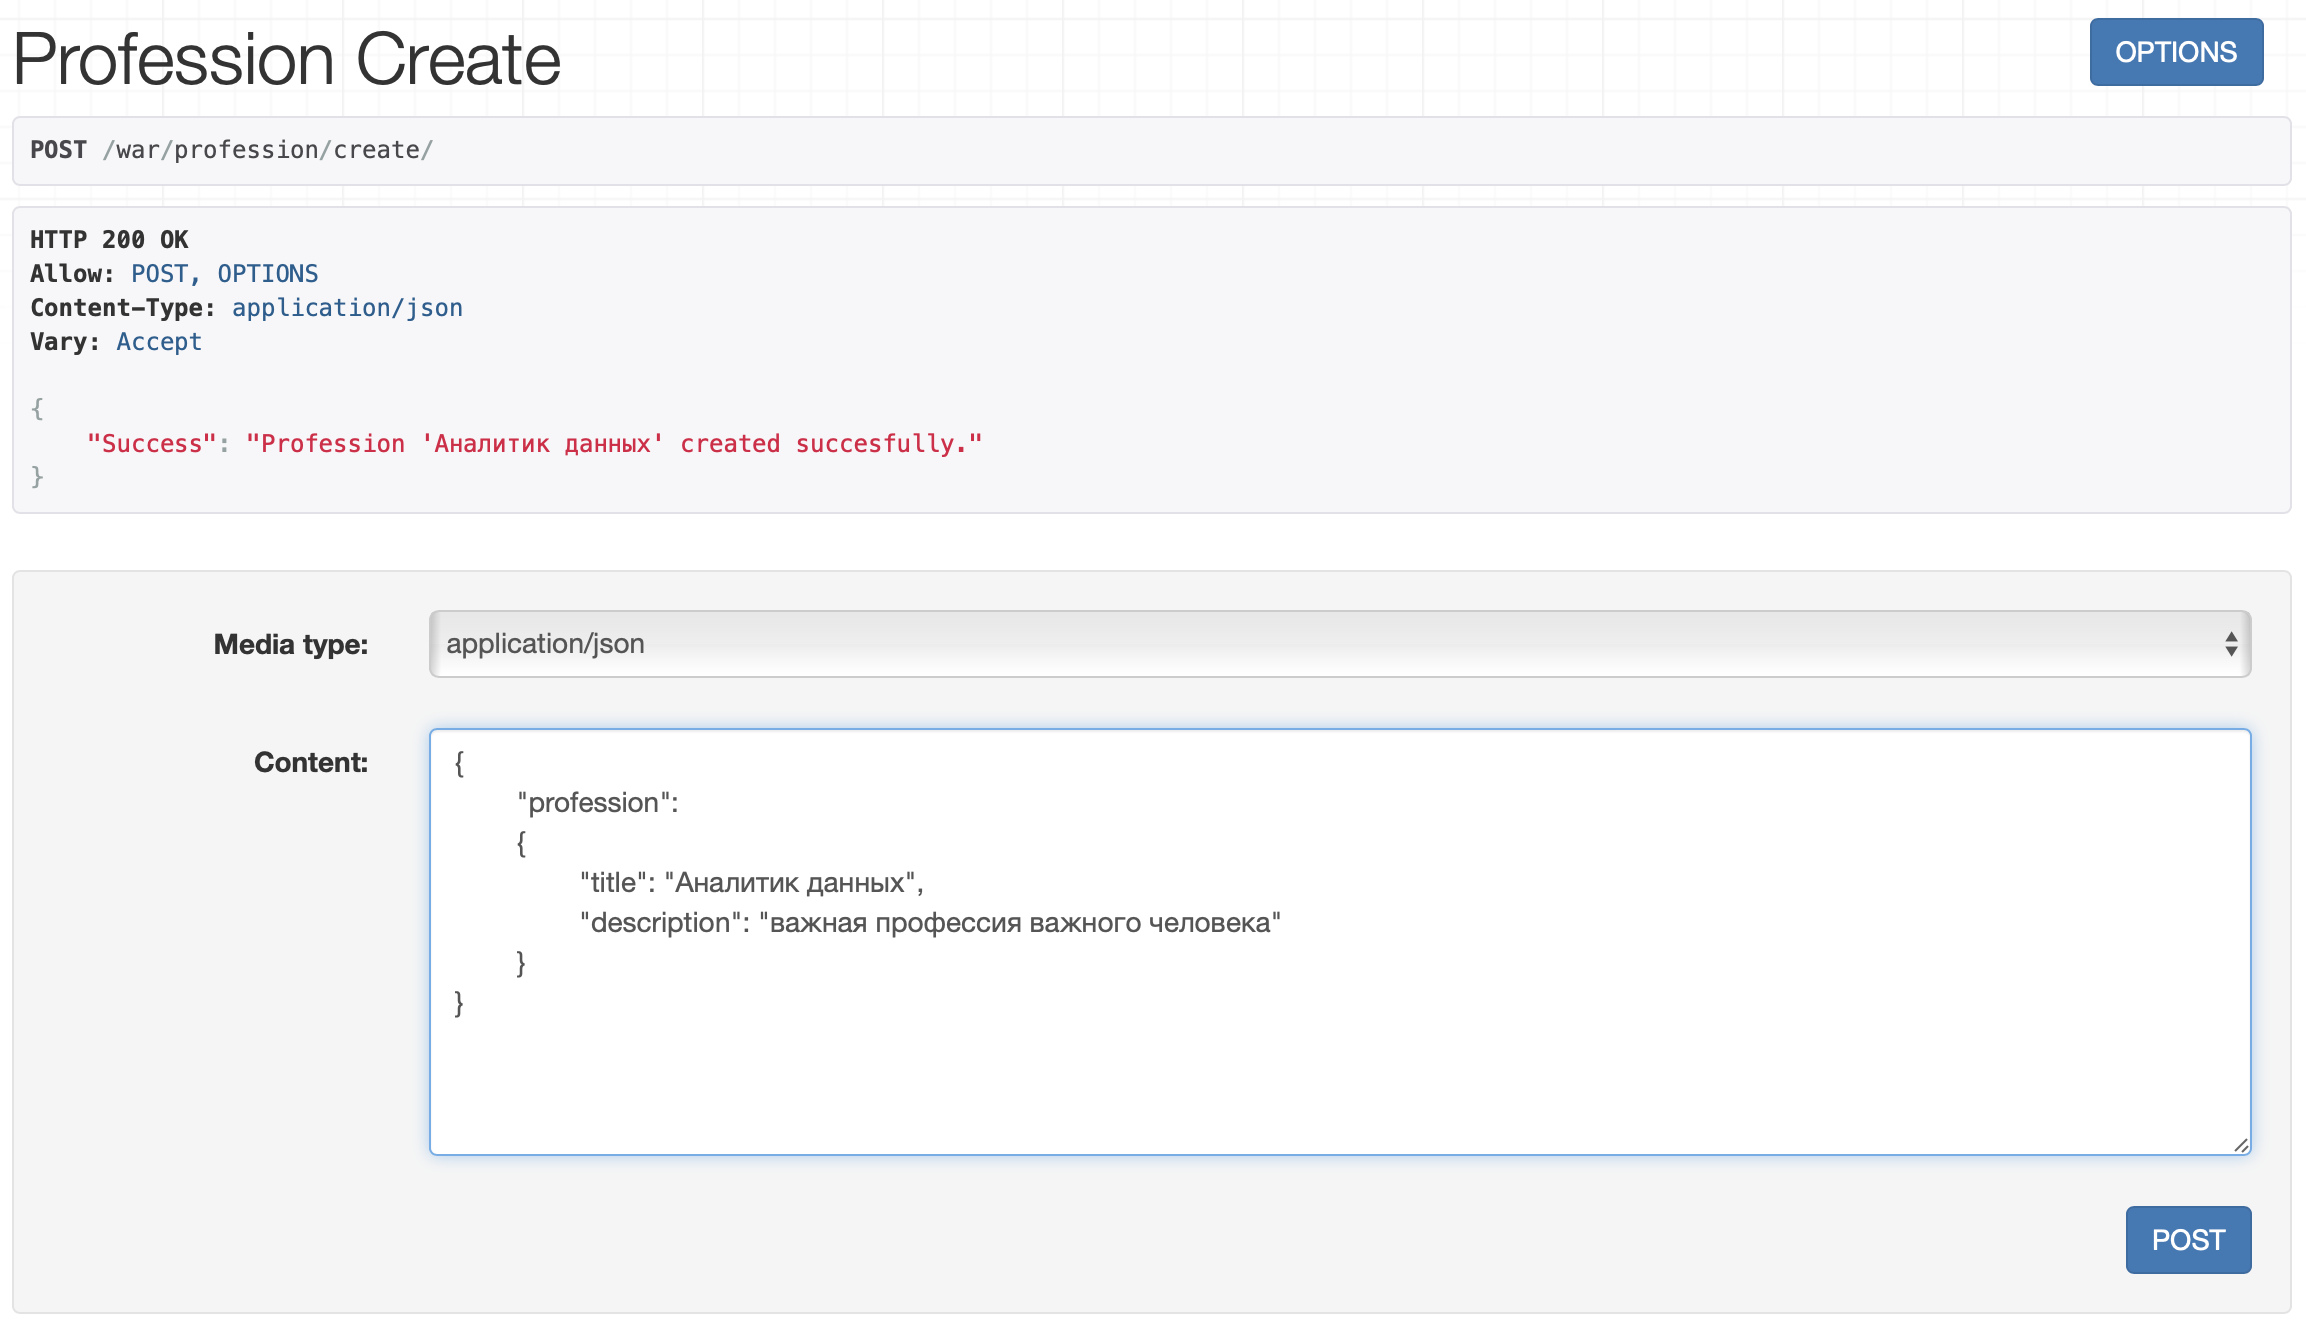 Profession Create
OPTIONS
POST /war/profession/create/
HTTP 200 OK
Allow: POST, OPTIONS
Content-Type: application/json
Vary: Accept
{
"Success": "Profession 'Аналитик данных' created succesfully."
}
Media type:
application/json
Content:
{
"profession":
{
"title": "Аналитик данных",
"description": "важная профессия важного человека"
}
}
POST